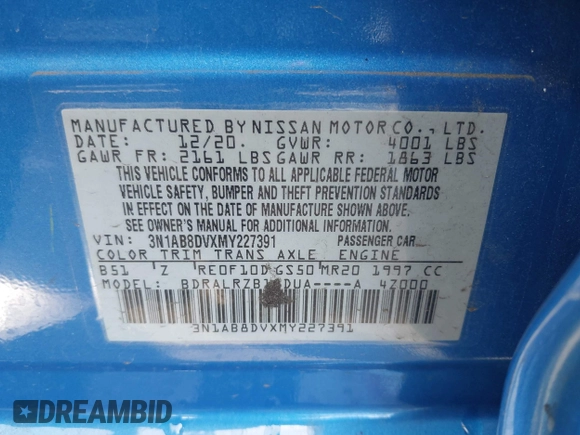 MANUFACTURED BY NISSAN MOTOR CO., LTD.
DATE: 12/20. GVWR: 4001 LBS
GAWR FR: 2161 LBS GAWR RR: 1863 LBS
THIS VEHICLE CONFORMS TO ALL APPLICABLE FEDERAL MOTOR
VEHICLE SAFETY, BUMPER AND THEFT PREVENTION STANDARDS
IN EFFECT ON THE DATE OF MANUFACTURE SHOWN ABOVE.
SEE OWNER'S MANUAL FOR ADDITIONAL INFORMATION.
VIN: 3N1AB8DVXMY227391 PASSENGER CAR
COLOR TRIM TRANS AXLE ENGINE
B51 Z RE0F10D GS50 MR20 1997 CC
MODEL: 4Z000
3N1AB8DVXMY227391
DREAMBID